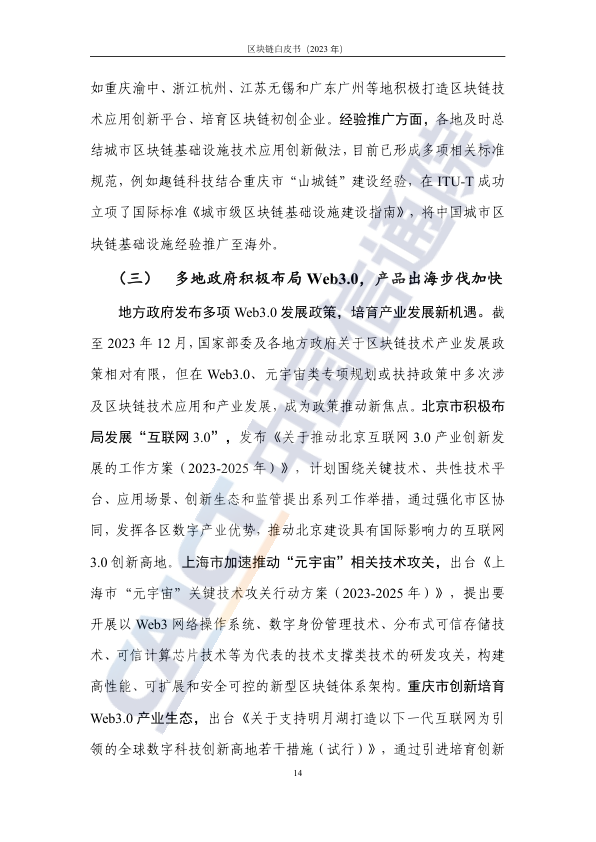 区块链白皮书（2023 年）
如重庆渝中、浙江杭州、江苏无锡和广东广州等地积极打造区块链技
术应用创新平台、培育区块链初创企业。经验推广方面，各地及时总
结城市区块链基础设施技术应用创新做法，目前已形成多项相关标准
规范，例如趣链科技结合重庆市“山城链”建设经验，在 ITU-T 成功
立项了国际标准《城市级区块链基础设施建设指南》，将中国城市区
块链基础设施经验推广至海外。
（三） 多地政府积极布局 Web3.0，产品出海步伐加快
地方政府发布多项 Web3.0 发展政策，培育产业发展新机遇。截
至 2023 年 12 月，国家部委及各地方政府关于区块链技术产业发展政
策相对有限，但在 Web3.0、元宇宙类专项规划或扶持政策中多次涉
及区块链技术应用和产业发展，成为政策推动新焦点。北京市积极布
局发展“互联网 3.0”，发布《关于推动北京互联网 3.0 产业创新发
展的工作方案（2023-2025 年）》，计划围绕关键技术、共性技术平
台、应用场景、创新生态和监管提出系列工作举措，通过强化市区协
同，发挥各区数字产业优势，推动北京建设具有国际影响力的互联网
3.0 创新高地。上海市加速推动“元宇宙”相关技术攻关，出台《上
海市“元宇宙”关键技术攻关行动方案（2023-2025 年）》，提出要
开展以 Web3 网络操作系统、数字身份管理技术、分布式可信存储技
术、可信计算芯片技术等为代表的技术支撑类技术的研发攻关，构建
高性能、可扩展和安全可控的新型区块链体系架构。重庆市创新培育
Web3.0 产业生态，出台《关于支持明月湖打造以下一代互联网为引
领的全球数字科技创新高地若干措施（试行）》，通过引进培育创新
14
CAICT 中国信通院